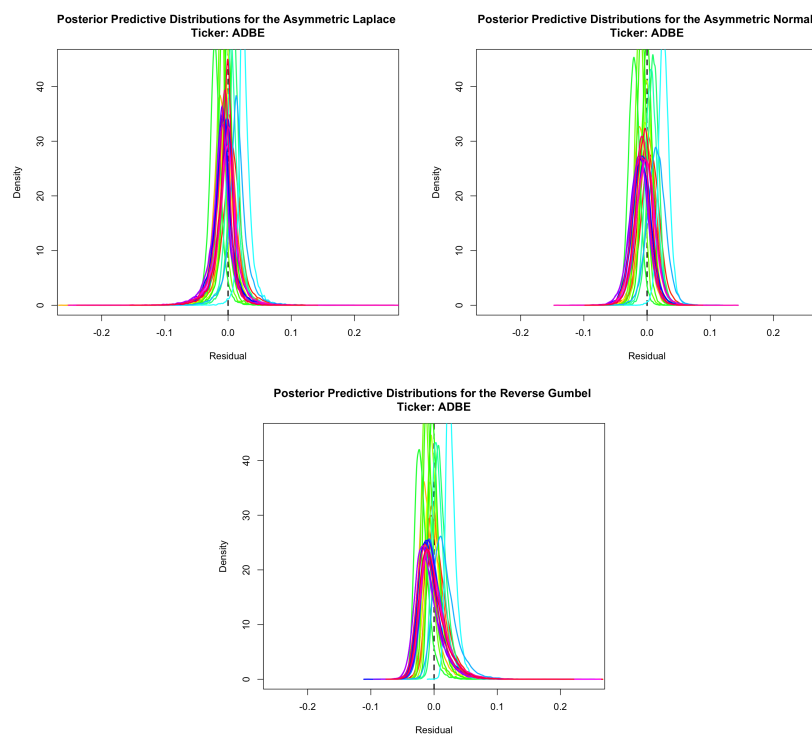 Posterior Predictive Distributions for the Asymmetric Laplace
Ticker: ADBE
Density
0
10
20
30
40
-0.2
-0.1
0.0
0.1
0.2
Residual
Posterior Predictive Distributions for the Asymmetric Normal
Ticker: ADBE
Density
0
10
20
30
40
-0.2
-0.1
0.0
0.1
0.2
Residual
Posterior Predictive Distributions for the Reverse Gumbel
Ticker: ADBE
Density
0
10
20
30
40
-0.2
-0.1
0.0
0.1
0.2
Residual